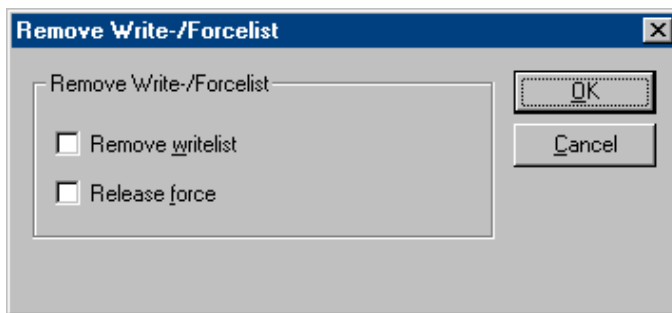 Remove Write-/Forcelist
Remove Write-/Forcelist
OK
Remove writelist
Cancel
Release force